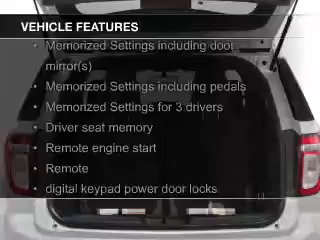 VEHICLE FEATURES
• Memorized Settings including door
mirror(s)
• Memorized Settings including pedals
• Memorized Settings for 3 drivers
• Driver seat memory
• Remote engine start
• Remote
• digital keypad power door locks